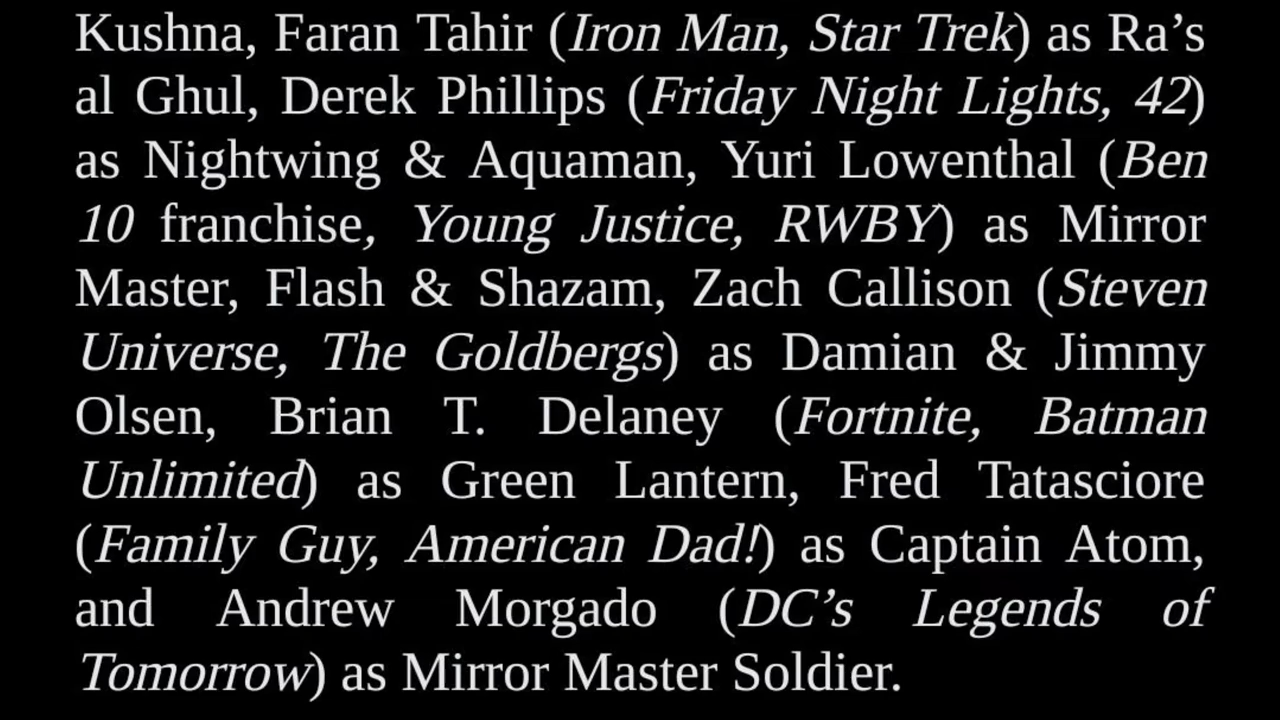 Kushna, Faran Tahir (Iron Man, Star Trek) as Ra’s
al Ghul, Derek Phillips (Friday Night Lights, 42)
as Nightwing & Aquaman, Yuri Lowenthal (Ben
10 franchise, Young Justice, RWBY) as Mirror
Master, Flash & Shazam, Zach Callison (Steven
Universe, The Goldbergs) as Damian & Jimmy
Olsen, Brian T. Delaney (Fortnite, Batman
Unlimited) as Green Lantern, Fred Tatasciore
(Family Guy, American Dad!) as Captain Atom,
and Andrew Morgado (DC’s Legends of
Tomorrow) as Mirror Master Soldier.